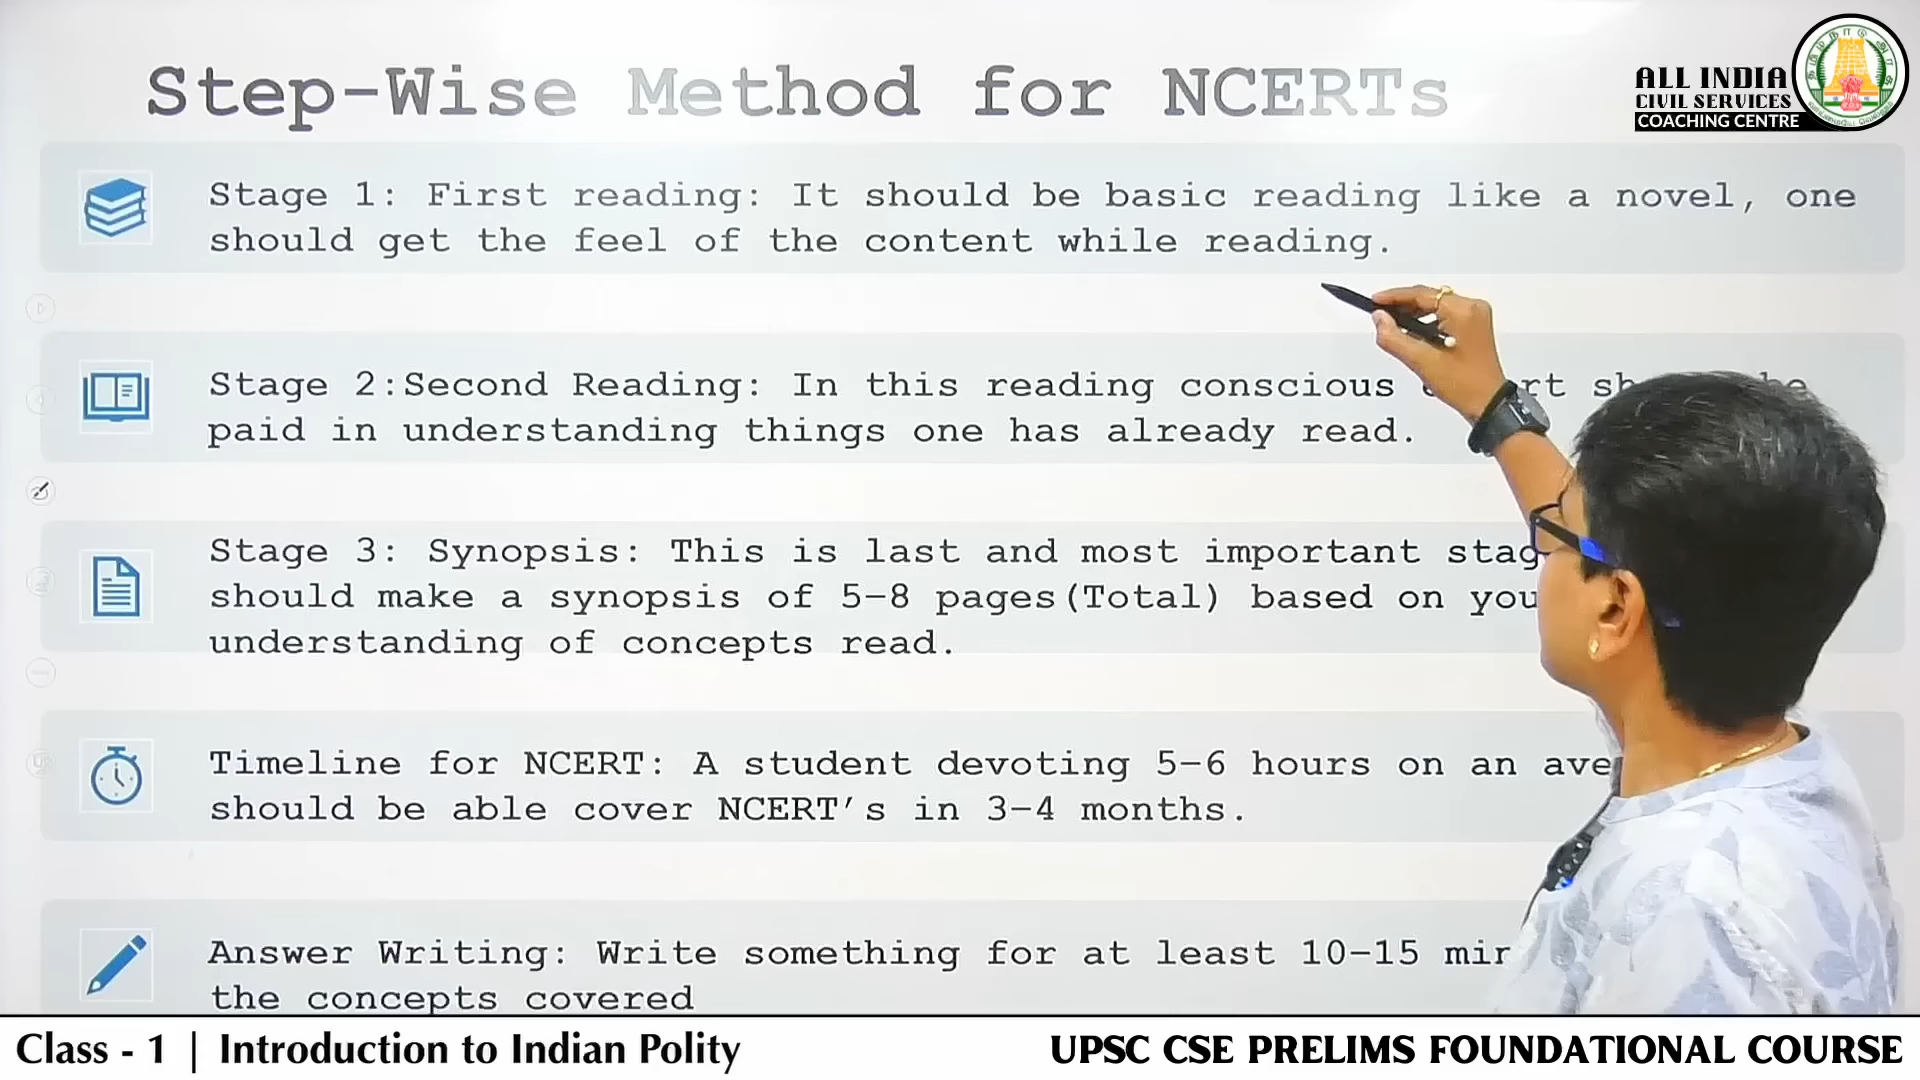 Step-Wise Method for NCERTs
ALL INDIA
CIVIL SERVICES
COACHING CENTRE
Stage 1: First reading: It should be basic reading like a novel, one
should get the feel of the content while reading.
Stage 2:Second Reading: In this reading conscious
paid in understanding things one has already read.
Stage 3: Synopsis: This is last and most important
should make a synopsis of 5-8 pages(Total) based on
understanding of concepts read.
Timeline for NCERT: A student devoting 5-6 hours on an
should be able cover NCERT's in 3-4 months.
Answer Writing: Write something for at least 10-15
the concepts covered
Class - 1 | Introduction to Indian Polity
UPSC CSE PRELIMS FOUNDATIONAL COURSE